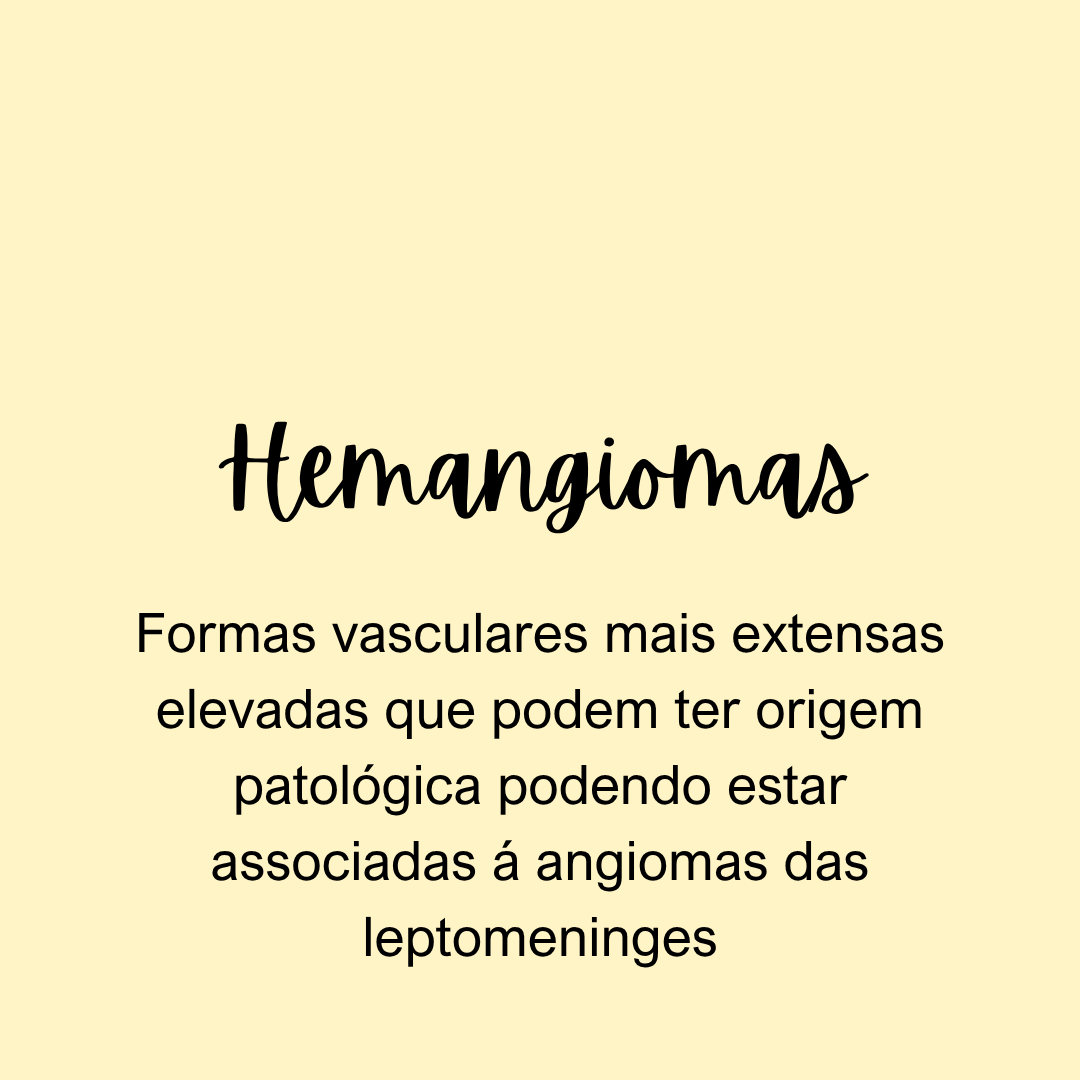 Hemangiomas
Formas vasculares mais extensas
elevadas que podem ter origem
patológica podendo estar
associadas á angiomas das
leptomeninges